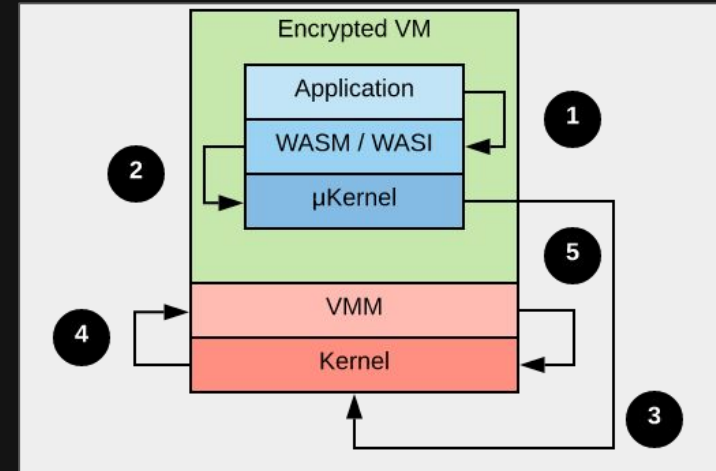 Encrypted VM
Application
1
WASM / WASI
2
μKernel
5
VMM
4
Kernel
3